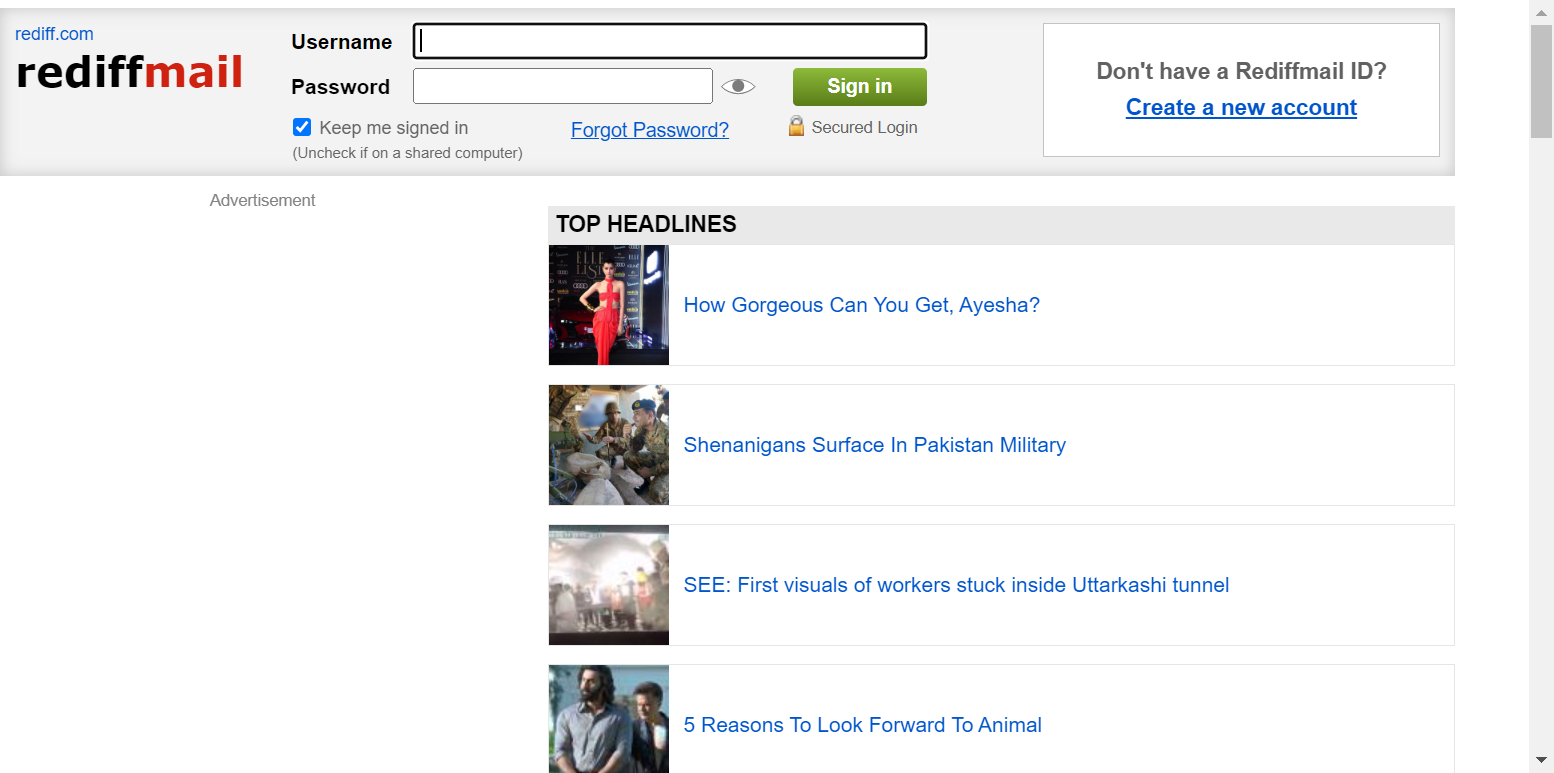 rediff.com
rediffmail
Username
Password
Sign in
Keep me signed in
(Uncheck if on a shared computer)
Forgot Password?
Secured Login
Don't have a Rediffmail ID?
Create a new account
Advertisement
TOP HEADLINES
ELLE
LIST
How Gorgeous Can You Get, Ayesha?
Shenanigans Surface In Pakistan Military
SEE: First visuals of workers stuck inside Uttarkashi tunnel
5 Reasons To Look Forward To Animal